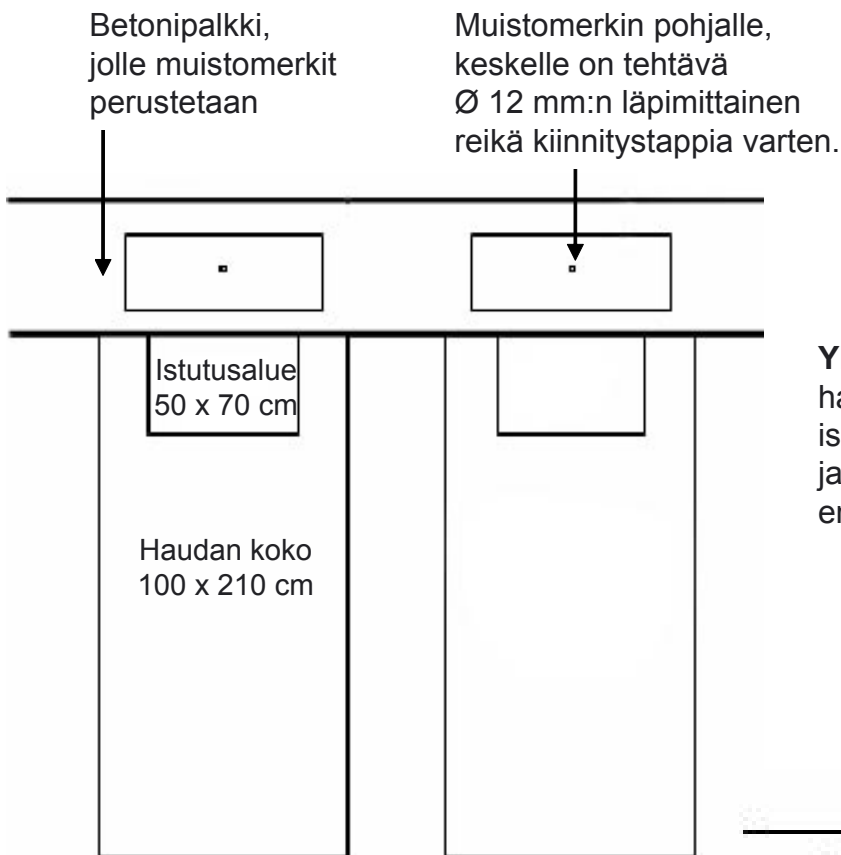 Betonipalkki,
jolle muistomerkit
perustetaan
Muistomerkin pohjalle,
keskelle on tehtävä
Ø 12 mm:n läpimittainen
reikä kiinnitystappia varten.
Istutusalue
50 x 70 cm
Haudan koko
100 x 210 cm